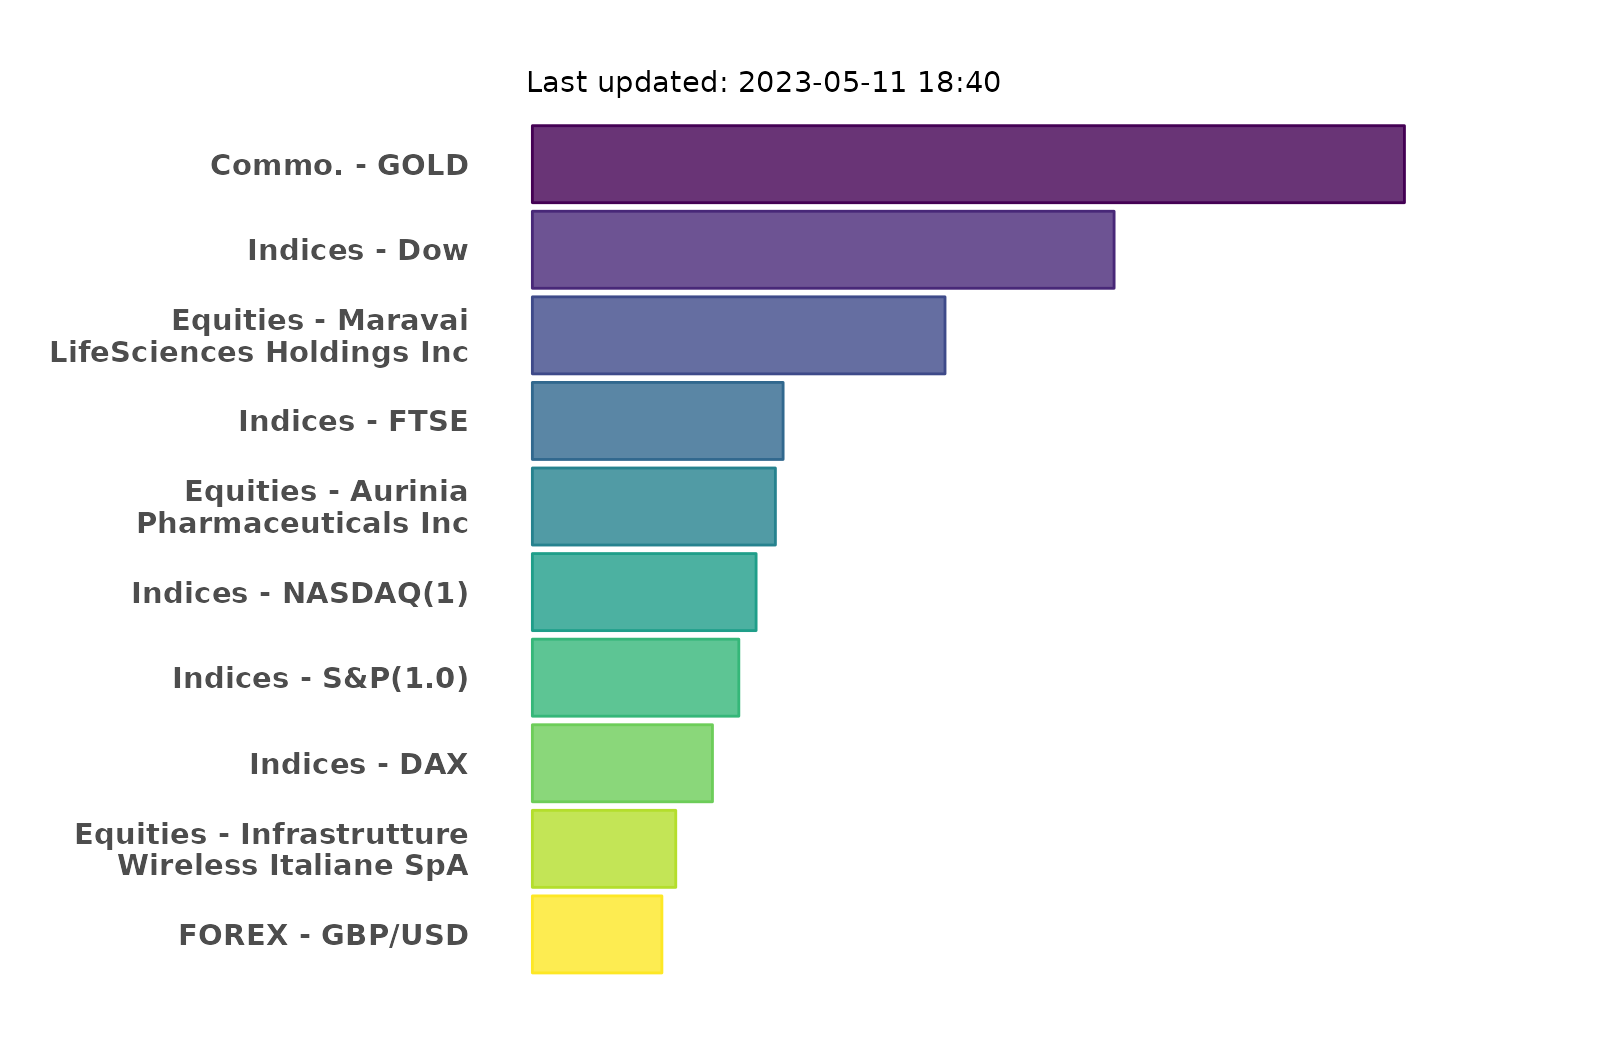 Last updated: 2023-05-11 18:40
Commo. - GOLD
Indices - Dow
Equities - Maravai
LifeSciences Holdings Inc
Indices - FTSE
Equities - Aurinia
Pharmaceuticals Inc
Indices - NASDAQ(1)
Indices - S&P(1.0)
Indices - DAX
Equities - Infrastrutture
Wireless Italiane SpA
FOREX - GBP/USD